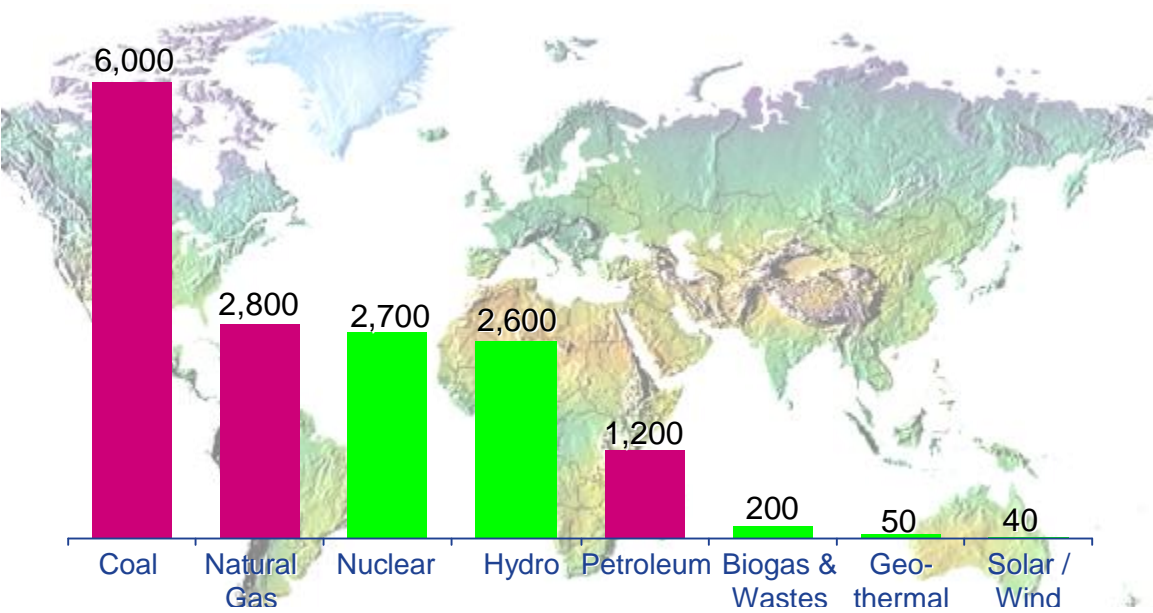 6,000
2,800
2,700
2,600
1,200
200
50
40
Coal
Natural
Gas
Nuclear
Hydro
Petroleum
Biogas &
Wastes
Geo-
thermal
Solar /
Wind